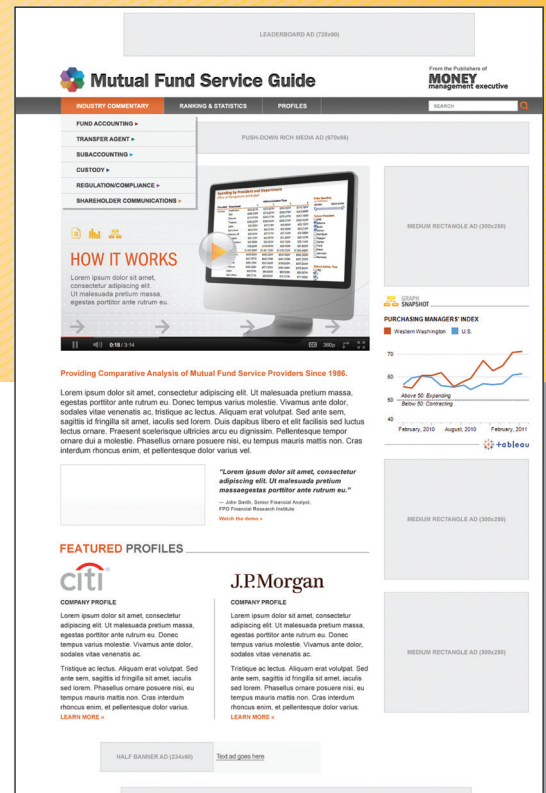 LEADERBOARD AD (728x90)
Mutual Fund Service Guide
From the Publishers of
MONEY
management executive
INDUSTRY COMMENTARY
RANKING & STATISTICS
PROFILES
SEARCH
FUND ACCOUNTING ▸
TRANSFER AGENT ▸
SUBACCOUNTING ▸
CUSTODY ▸
REGULATION/COMPLIANCE ▸
SHAREHOLDER COMMUNICATIONS ▸
PUSH-DOWN RICH MEDIA AD (970x66)
Spending by Provider and Department
HOW IT WORKS
Lorem ipsum dolor sit amet,
consectetur adipiscing elit.
Ut malesuada pretium massa,
egestas porttitor ante rutrum eu.
0:18 / 3:14
CC
360p
MEDIUM RECTANGLE AD (300x250)
GRAPH
SNAPSHOT
PURCHASING MANAGERS' INDEX
Western Washington
U.S.
70
60
50
40
Above 50: Expanding
Below 50: Contracting
February, 2010
August, 2010
February, 2011
+ableau
Providing Comparative Analysis of Mutual Fund Service Providers Since 1986.
Lorem ipsum dolor sit amet, consectetur adipiscing elit. Ut malesuada pretium massa,
egestas porttitor ante rutrum eu. Donec tempus varius molestie. Vivamus ante dolor,
sodales vitae venenatis ac, tristique ac lectus. Aliquam erat volutpat. Sed ante sem,
sagittis id fringilla sit amet, iaculis sed lorem. Duis dapibus libero et elit facilisis sed luctus
lectus ornare. Praesent scelerisque ultricies arcu eu dignissim. Pellentesque tempor
ornare dui a molestie. Phasellus ornare posuere nisi, eu tempus mauris mattis non. Cras
interdum rhoncus enim, et pellentesque dolor varius vel.
"Lorem ipsum dolor sit amet, consectetur
adipiscing elit. Ut malesuada pretium
massaegestas porttitor ante rutrum eu."
— John Smith, Senior Financial Analyst,
FPO Financial Research Institute
Watch the demo »
MEDIUM RECTANGLE AD (300x250)
FEATURED PROFILES
citi
COMPANY PROFILE
Lorem ipsum dolor sit amet, consectetur
adipiscing elit. Ut malesuada pretium massa,
egestas porttitor ante rutrum eu. Donec
tempus varius molestie. Vivamus ante dolor,
sodales vitae venenatis ac.
Tristique ac lectus. Aliquam erat volutpat. Sed
ante sem, sagittis id fringilla sit amet, iaculis
sed lorem. Phasellus ornare posuere nisi, eu
tempus mauris mattis non. Cras interdum
rhoncus enim, et pellentesque dolor varius.
LEARN MORE »
J.P.Morgan
COMPANY PROFILE
Lorem ipsum dolor sit amet, consectetur
adipiscing elit. Ut malesuada pretium massa,
egestas porttitor ante rutrum eu. Donec
tempus varius molestie. Vivamus ante dolor,
sodales vitae venenatis ac.
Tristique ac lectus. Aliquam erat volutpat. Sed
ante sem, sagittis id fringilla sit amet, iaculis
sed lorem. Phasellus ornare posuere nisi, eu
tempus mauris mattis non. Cras interdum
rhoncus enim, et pellentesque dolor varius.
LEARN MORE »
MEDIUM RECTANGLE AD (300x250)
HALF BANNER AD (234x60)
Text ad goes here